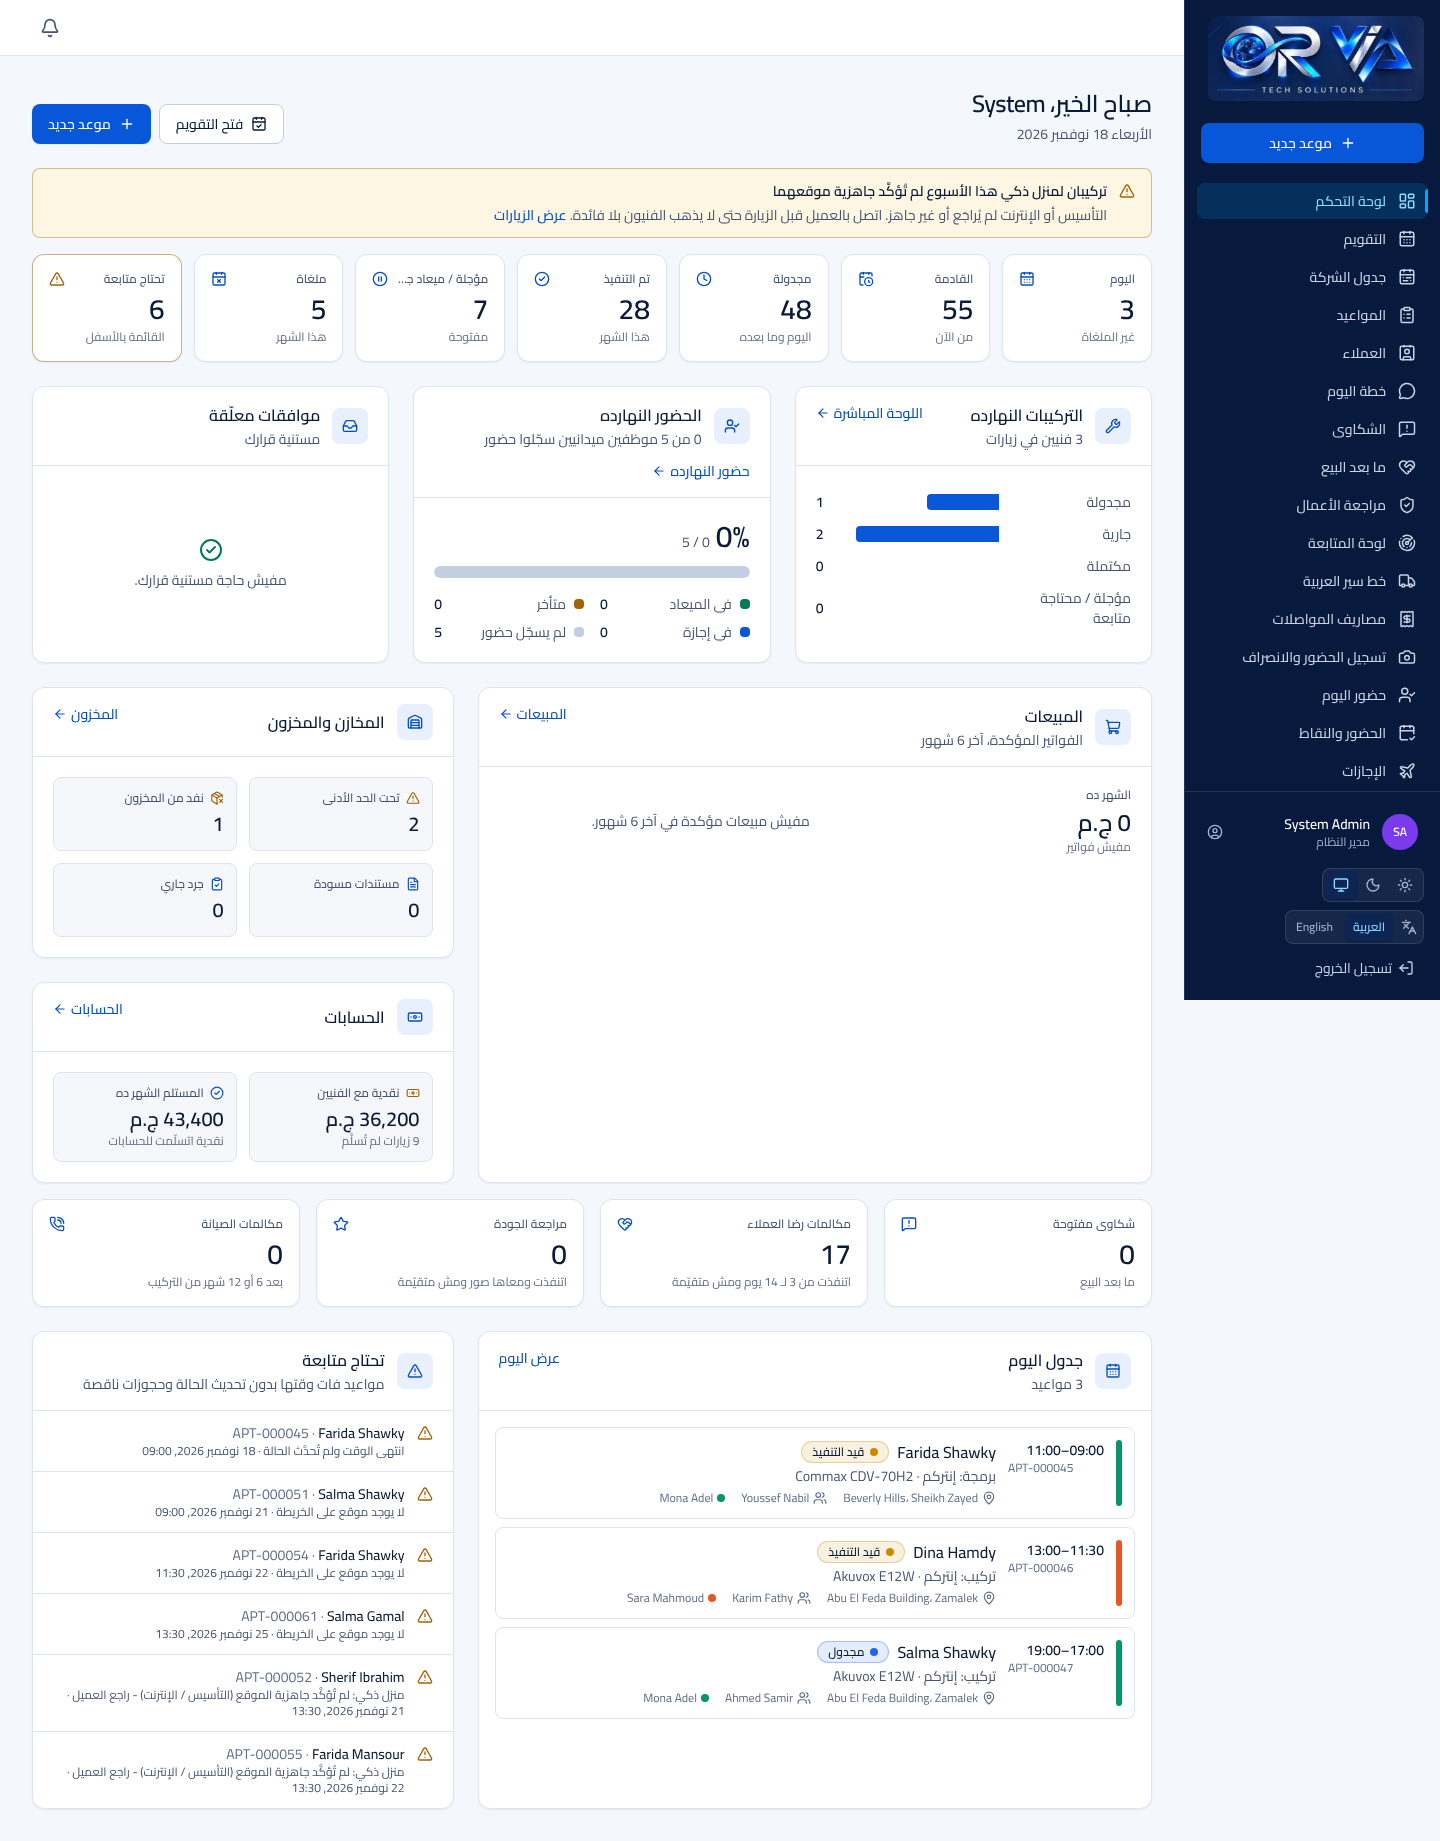 ORVIA
TECH SOLUTIONS
موعد جديد
لوحة التحكم
التقويم
جدول الشركة
المواعيد
العملاء
خطة اليوم
الشكاوى
ما بعد البيع
مراجعة الأعمال
لوحة المتابعة
خط سير العربية
مصاريف المواصلات
تسجيل الحضور والانصراف
حضور اليوم
الحضور والنقاط
الإجازات
System Admin
مدير النظام
SA
العربية English
تسجيل الخروج
صباح الخير، System
الأربعاء 18 نوفمبر 2026
فتح التقويم
موعد جديد
تركيبان لمنزل ذكي هذا الأسبوع لم تُؤكَّد جاهزية موقعهما
التأسيس أو الإنترنت لم يُراجَع أو غير جاهز. اتصل بالعميل قبل الزيارة حتى لا يذهب الفنيون بلا فائدة. عرض الزيارات
اليوم
3
غير الملغاة
القادمة
55
من الآن
مجدولة
48
اليوم وما بعده
تم التنفيذ
28
هذا الشهر
مؤجلة / ميعاد جـ...
7
مفتوحة
ملغاة
5
هذا الشهر
تحتاج متابعة
6
القائمة بالأسفل
التركيبات النهارده
3 فنيين في زيارات
اللوحة المباشرة ←
مجدولة 1
جارية 2
مكتملة 0
مؤجلة / محتاجة
متابعة 0
الحضور النهارده
0 من 5 موظفين ميدانيين سجّلوا حضور
حضور النهارده ←
0% 0 / 5
في الميعاد 0
متأخر 0
في إجازة 0
لم يسجّل حضور 5
موافقات معلّقة
مستنية قرارك
مفيش حاجة مستنية قرارك.
المبيعات
الفواتير المؤكدة، آخر 6 شهور
المبيعات ←
الشهر ده
0 ج.م
مفيش فواتير
مفيش مبيعات مؤكدة في آخر 6 شهور.
المخازن والمخزون
المخزون ←
تحت الحد الأدنى
2
نفد من المخزون
1
مستندات مسودة
0
جرد جاري
0
الحسابات
الحسابات ←
نقدية مع الفنيين
36,200 ج.م
9 زيارات لم تُسلَّم
المستلم الشهر ده
43,400 ج.م
نقدية اتسلّمت للحسابات
شكاوى مفتوحة
0
ما بعد البيع
مكالمات رضا العملاء
17
اتنفذت من 3 لـ 14 يوم ومش متقيّمة
مراجعة الجودة
0
اتنفذت ومعاها صور ومش متقيّمة
مكالمات الصيانة
0
بعد 6 أو 12 شهر من التركيب
جدول اليوم
3 مواعيد
عرض اليوم
09:00–11:00
APT-000045
Farida Shawky قيد التنفيذ
برمجة: إنتركم · Commax CDV-70H2
Beverly Hills، Sheikh Zayed Youssef Nabil Mona Adel
11:30–13:00
APT-000046
Dina Hamdy قيد التنفيذ
تركيب: إنتركم · Akuvox E12W
Abu El Feda Building، Zamalek Karim Fathy Sara Mahmoud
17:00–19:00
APT-000047
Salma Shawky مجدول
تركيب: إنتركم · Akuvox E12W
Abu El Feda Building، Zamalek Ahmed Samir Mona Adel
تحتاج متابعة
مواعيد فات وقتها بدون تحديث الحالة وحجوزات ناقصة
Farida Shawky · APT-000045
انتهى الوقت ولم تُحدَّث الحالة · 18 نوفمبر 2026, 09:00
Salma Shawky · APT-000051
لا يوجد موقع على الخريطة · 21 نوفمبر 2026, 09:00
Farida Shawky · APT-000054
لا يوجد موقع على الخريطة · 22 نوفمبر 2026, 11:30
Salma Gamal · APT-000061
لا يوجد موقع على الخريطة · 25 نوفمبر 2026, 13:30
Sherif Ibrahim · APT-000052
منزل ذكي: لم تُؤكَّد جاهزية الموقع (التأسيس / الإنترنت) - راجع العميل ·
21 نوفمبر 2026, 13:30
Farida Mansour · APT-000055
منزل ذكي: لم تُؤكَّد جاهزية الموقع (التأسيس / الإنترنت) - راجع العميل ·
22 نوفمبر 2026, 13:30